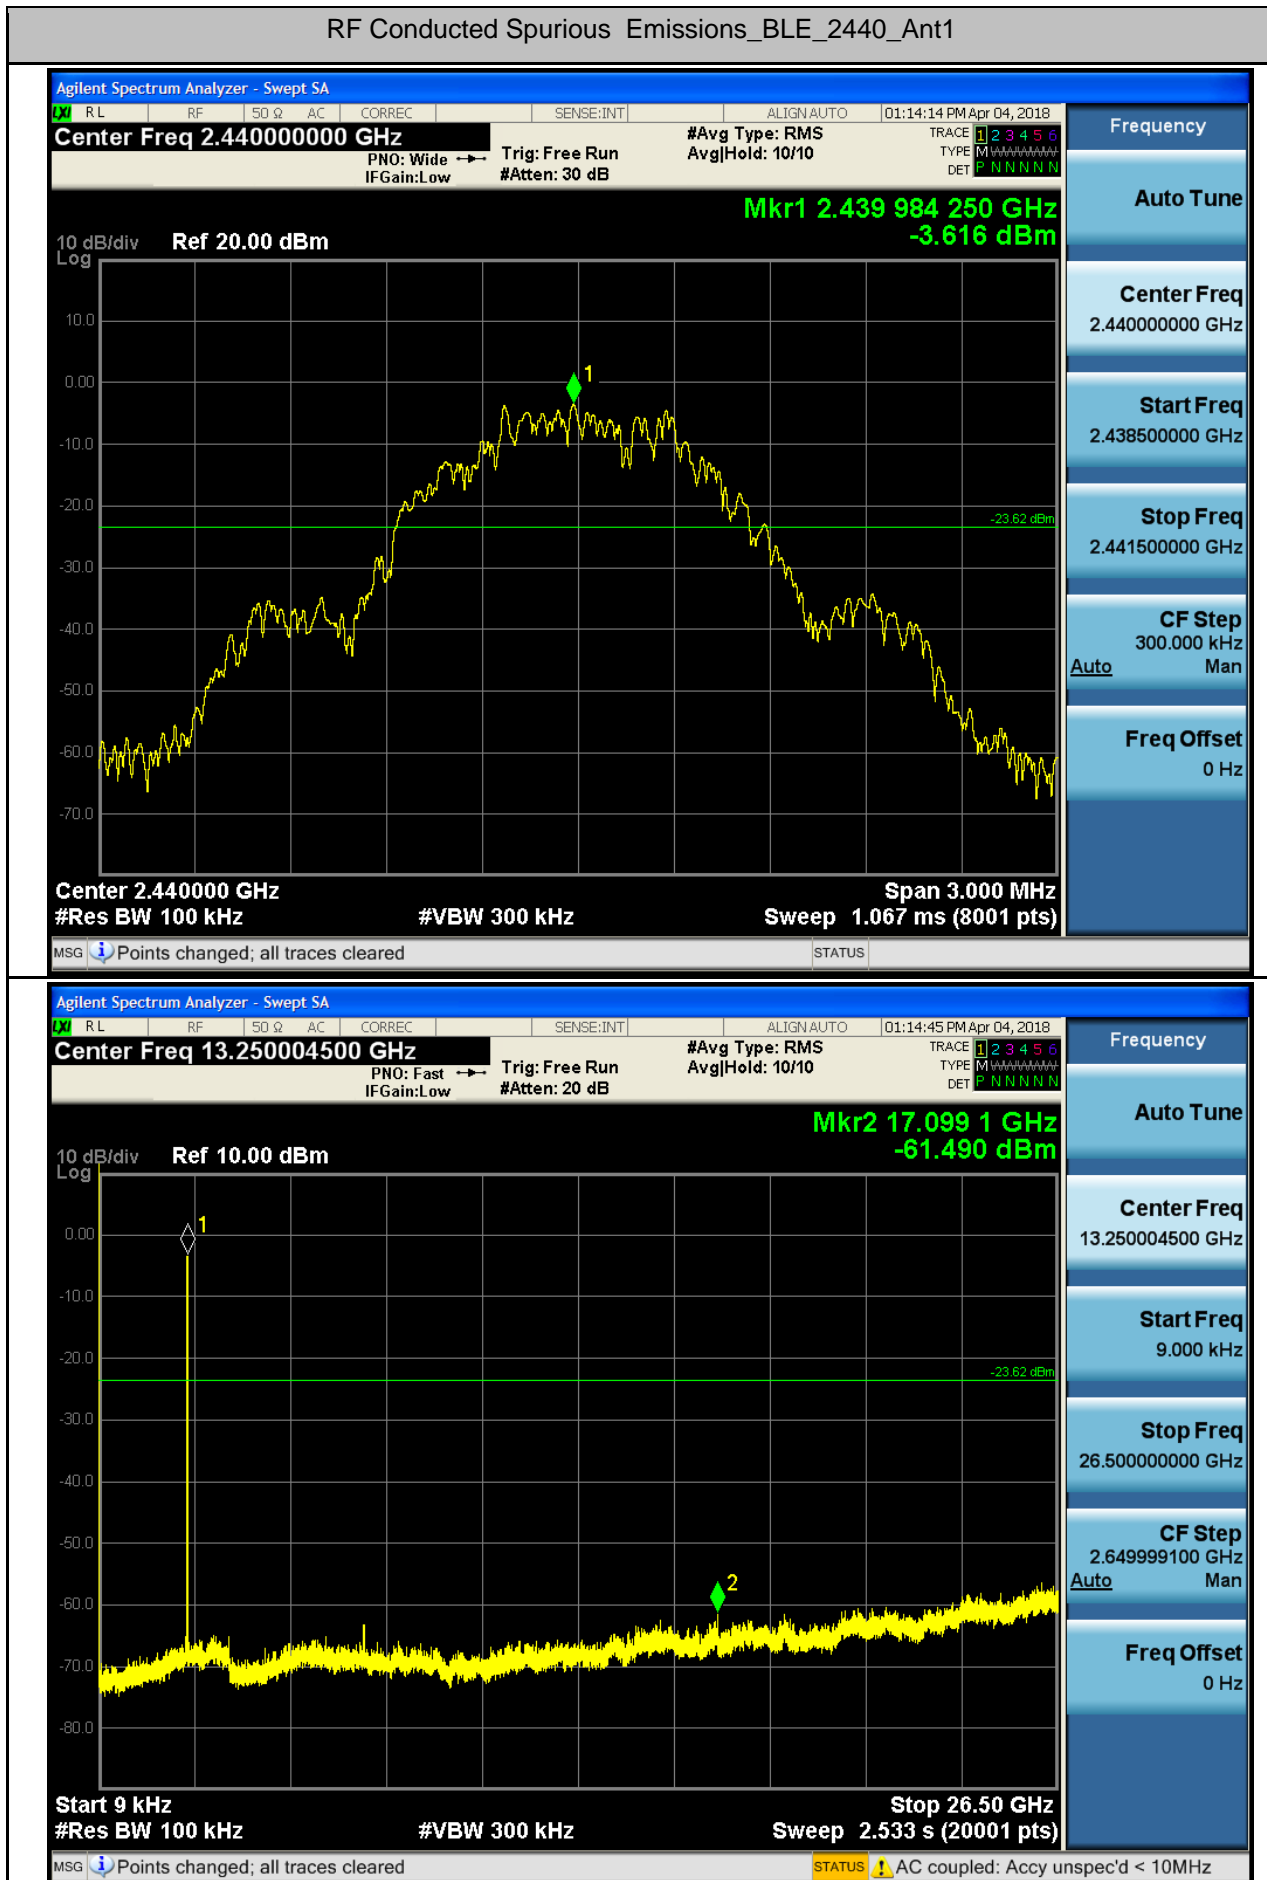 RF Conducted Spurious Emissions_BLE_2440_Ant1
Agilent Spectrum Analyzer - Swept SA
LXI RL RF 50 Ω AC CORREC SENSE:INT ALIGN AUTO 01:14:14 PM Apr 04, 2018
Center Freq 2.440000000 GHz
PNO: Wide
IFGain:Low
Trig: Free Run
#Atten: 30 dB
#Avg Type: RMS
Avg|Hold: 10/10
TRACE 1 2 3 4 5 6
TYPE M
DET P N N N N N
Mkr1 2.439 984 250 GHz
-3.616 dBm
10 dB/div Ref 20.00 dBm
Log
10.0
0.00
-10.0
-20.0
-30.0
-40.0
-50.0
-60.0
-70.0
1
-23.62 dBm
Center 2.440000 GHz
Span 3.000 MHz
#Res BW 100 kHz
#VBW 300 kHz
Sweep 1.067 ms (8001 pts)
MSG Points changed; all traces cleared
STATUS
Frequency
Auto Tune
Center Freq
2.440000000 GHz
Start Freq
2.438500000 GHz
Stop Freq
2.441500000 GHz
CF Step
300.000 kHz
Auto Man
Freq Offset
0 Hz
Agilent Spectrum Analyzer - Swept SA
LXI RL RF 50 Ω AC CORREC SENSE:INT ALIGN AUTO 01:14:45 PM Apr 04, 2018
Center Freq 13.250004500 GHz
PNO: Fast
IFGain:Low
Trig: Free Run
#Atten: 20 dB
#Avg Type: RMS
Avg|Hold: 10/10
TRACE 1 2 3 4 5 6
TYPE M
DET P N N N N N
Mkr2 17.099 1 GHz
-61.490 dBm
10 dB/div Ref 10.00 dBm
Log
0.00
-10.0
-20.0
-30.0
-40.0
-50.0
-60.0
-70.0
-80.0
1
-23.62 dBm
2
Start 9 kHz
Stop 26.50 GHz
#Res BW 100 kHz
#VBW 300 kHz
Sweep 2.533 s (20001 pts)
MSG Points changed; all traces cleared
STATUS AC coupled: Accy unspec'd < 10MHz
Frequency
Auto Tune
Center Freq
13.250004500 GHz
Start Freq
9.000 kHz
Stop Freq
26.500000000 GHz
CF Step
2.649999100 GHz
Auto Man
Freq Offset
0 Hz